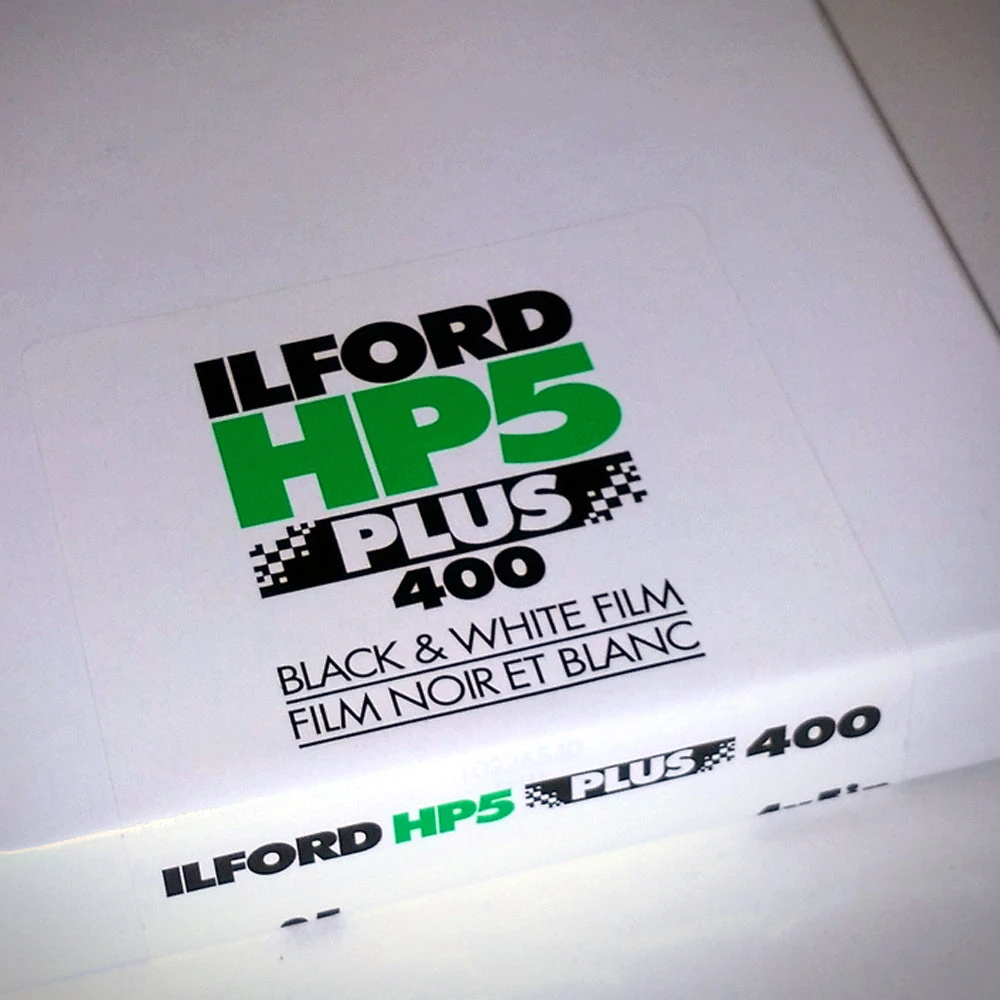 ILFORD
HP5
PLUS
400
BLACK & WHITE FILM
FILM NOIR ET BLANC
ILFORD HP5 PLUS 400